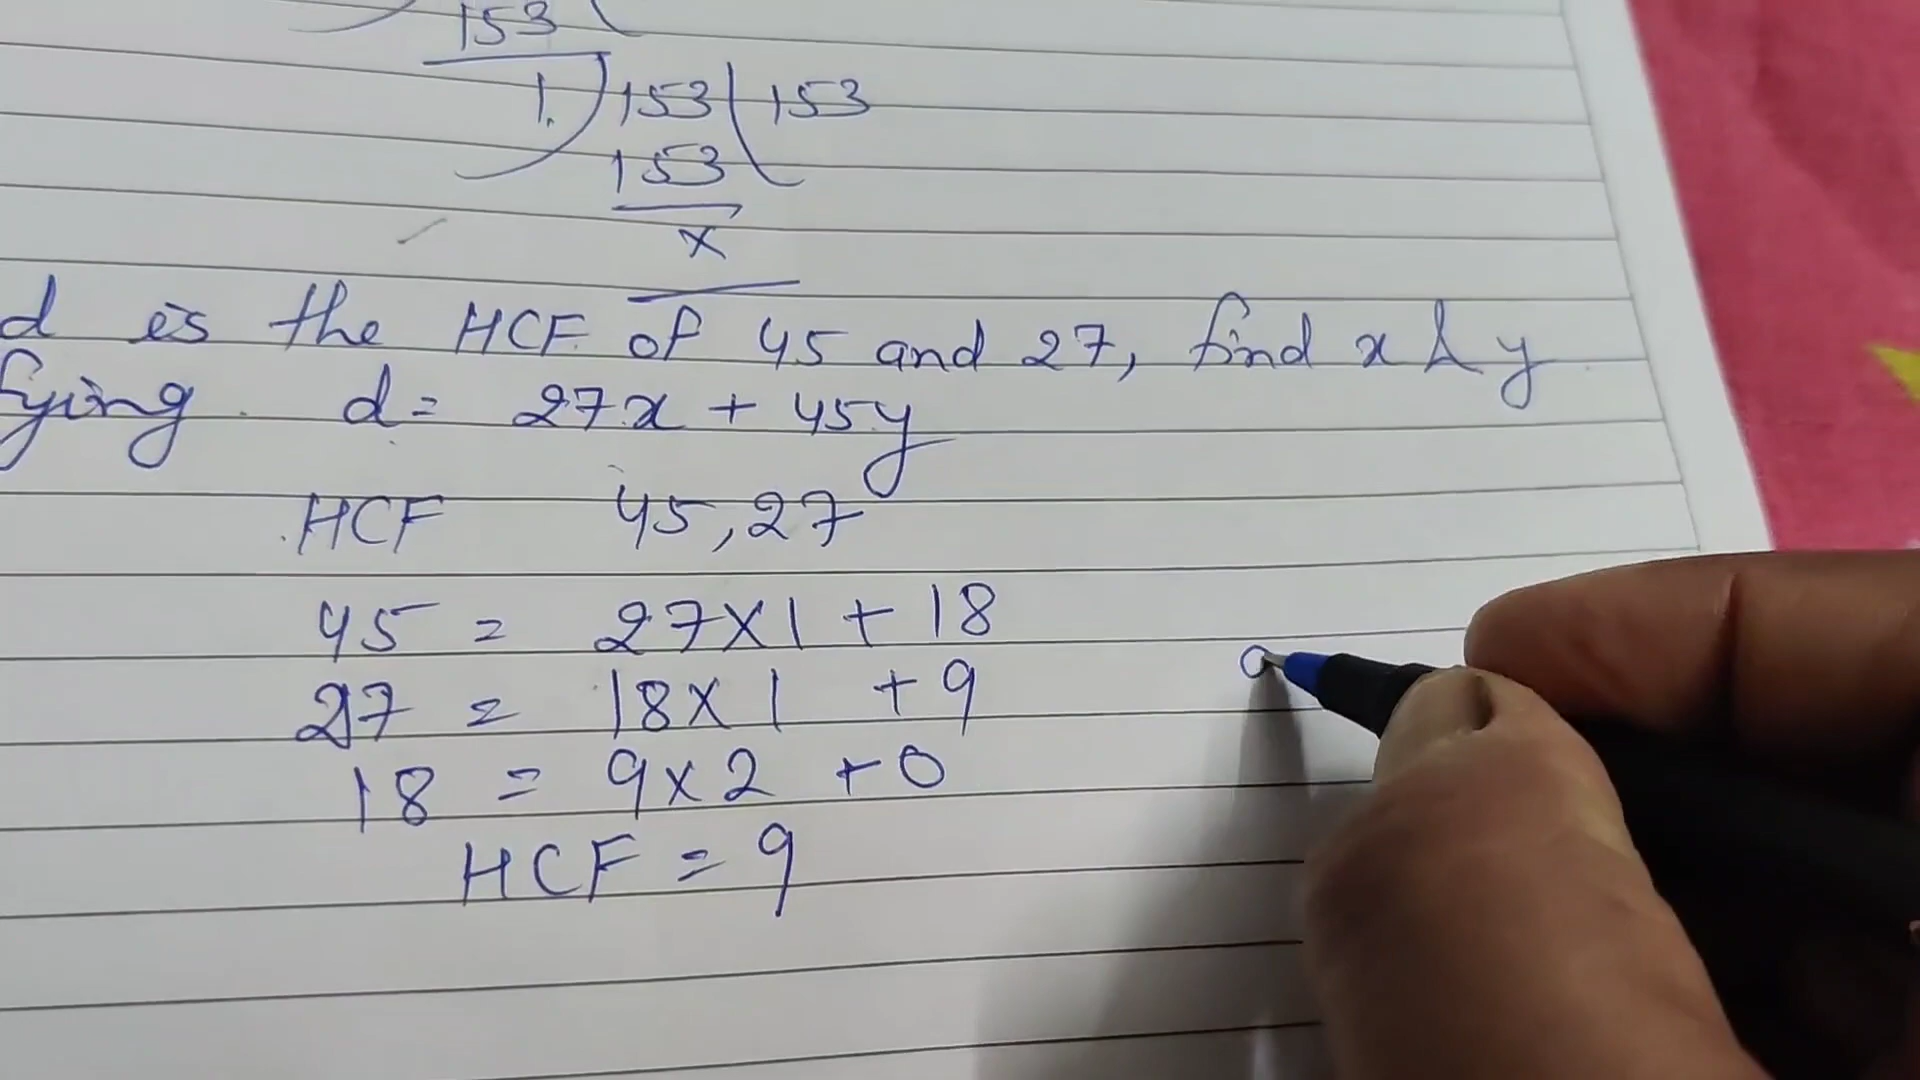 153
1. ) 153 ( 153
153
x
d is the HCF of 45 and 27, find x & y
fying d = 27x + 45y
HCF 45, 27
45 = 27 x 1 + 18
27 = 18 x 1 + 9
18 = 9 x 2 + 0
HCF = 9